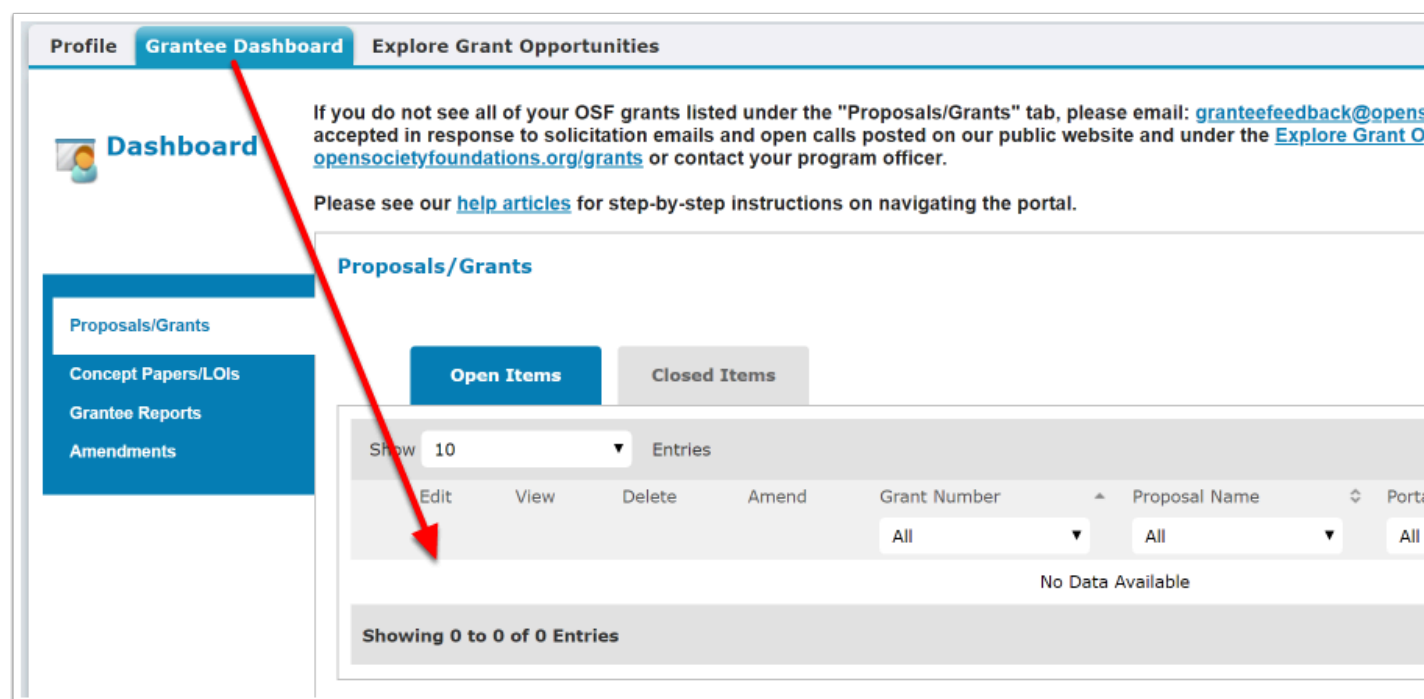 Profile Grantee Dashboard Explore Grant Opportunities
Dashboard
If you do not see all of your OSF grants listed under the "Proposals/Grants" tab, please email: granteefeedback@opens
accepted in response to solicitation emails and open calls posted on our public website and under the Explore Grant O
opensocietyfoundations.org/grants or contact your program officer.
Please see our help articles for step-by-step instructions on navigating the portal.
Proposals/Grants
Concept Papers/LOIs
Grantee Reports
Amendments
Proposals/Grants
Open Items Closed Items
Show 10 Entries
Edit View Delete Amend Grant Number Proposal Name Porta
All All All
No Data Available
Showing 0 to 0 of 0 Entries